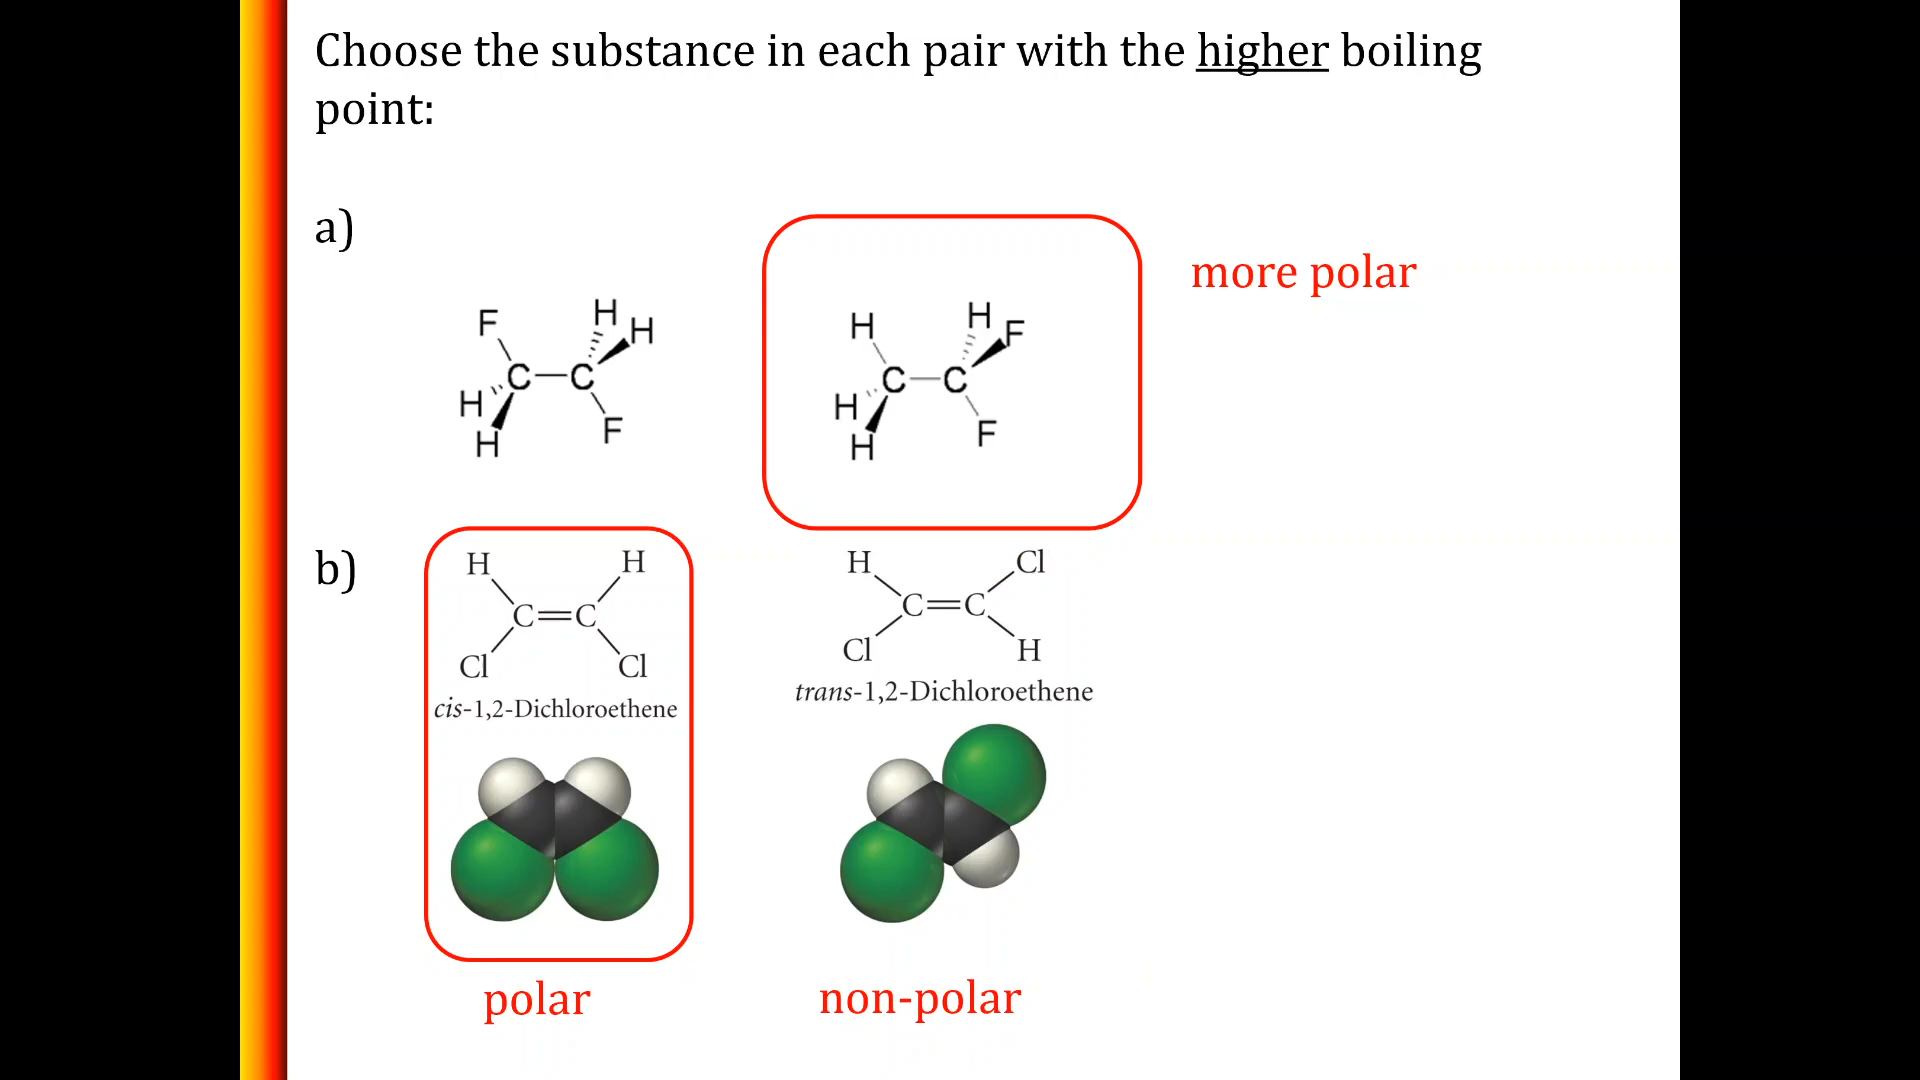 Choose the substance in each pair with the higher boiling
point:
a)
more polar
F H H
C C
H
H F
H H F
C C
H
H F
b)
H H
C C
Cl Cl
cis-1,2-Dichloroethene
H Cl
C C
Cl H
trans-1,2-Dichloroethene
polar
non-polar